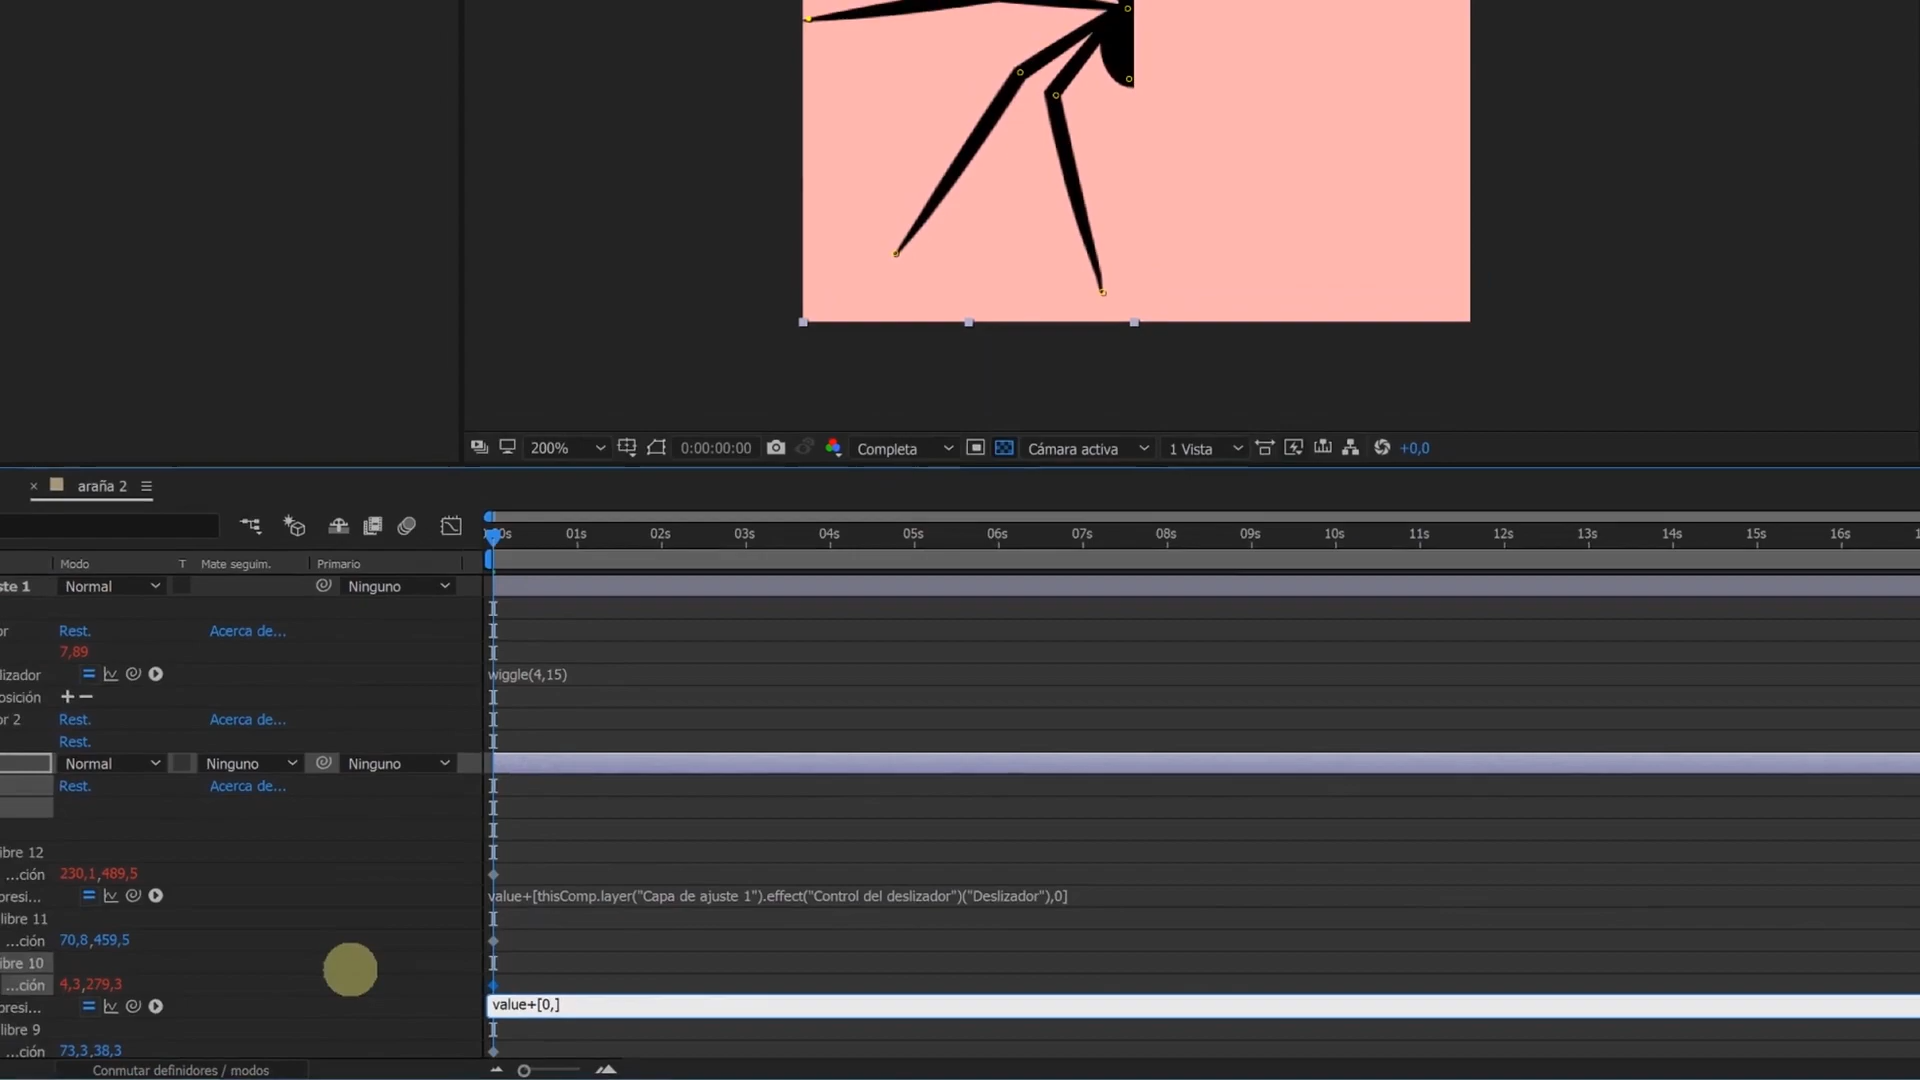 200% 0:00:00:00 Completa Cámara activa 1 Vista +0,0
× araña 2
00s 01s 02s 03s 04s 05s 06s 07s 08s 09s 10s 11s 12s 13s 14s 15s 16s
Modo T Mate seguim. Primario
ste 1 Normal Ninguno
or Rest. Acerca de...
7,89
lizador wiggle(4,15)
osición
or 2 Rest. Acerca de...
Rest.
Normal Ninguno Ninguno
Rest. Acerca de...
ibre 12
...ción 230,1,489,5
presi... value+[thisComp.layer("Capa de ajuste 1").effect("Control del deslizador")("Deslizador"),0]
libre 11
...ción 70,8,459,5
ibre 10
...ción 4,3,279,3
presi... value+[0,]
libre 9
...ción 73,3,38,3
Conmutar definidores / modos